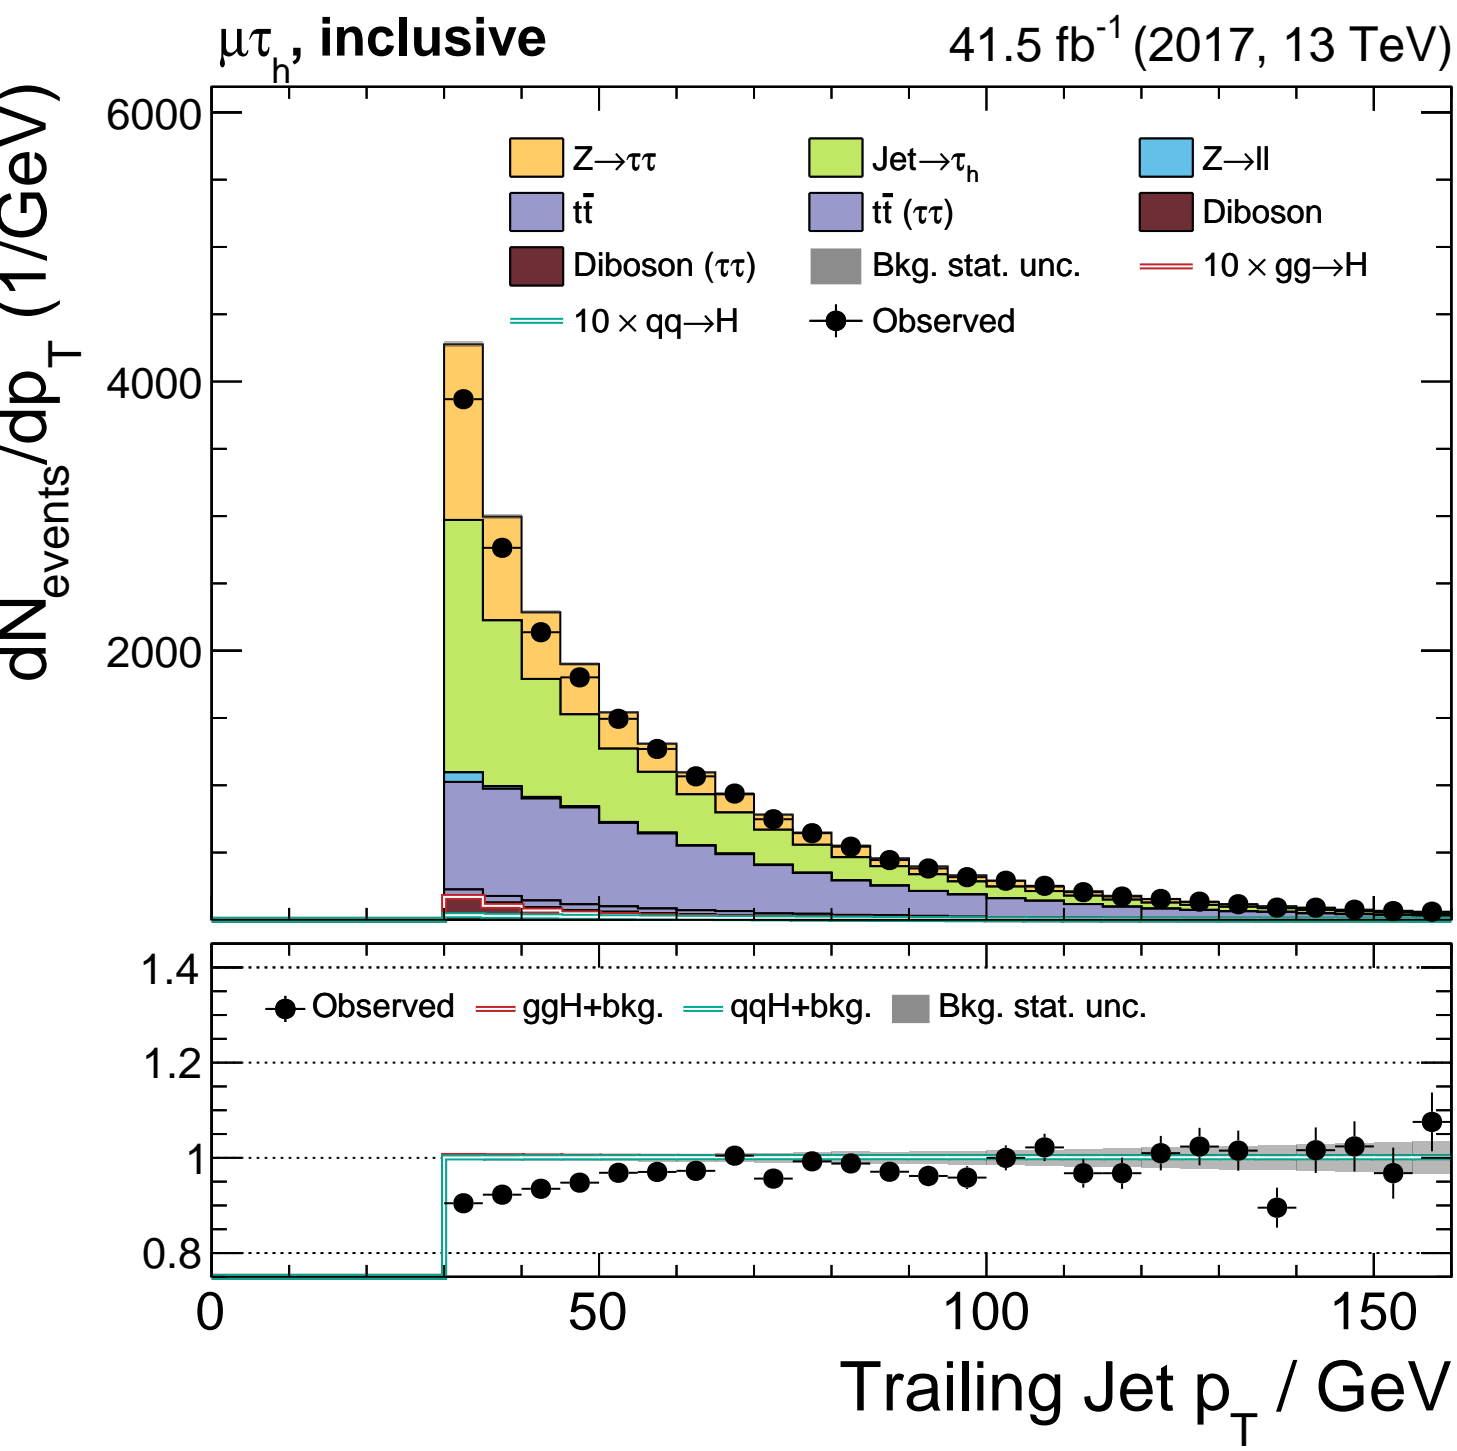 μτh, inclusive 41.5 fb-1 (2017, 13 TeV)
dNevents/dpT (1/GeV)
6000
4000
2000
Z→ττ Jet→τh Z→ll
tt̄ tt̄ (ττ) Diboson
Diboson (ττ) Bkg. stat. unc. 10 × gg→H
10 × qq→H Observed
1.4
1.2
1
0.8
Observed ggH+bkg. qqH+bkg. Bkg. stat. unc.
0 50 100 150
Trailing Jet pT / GeV